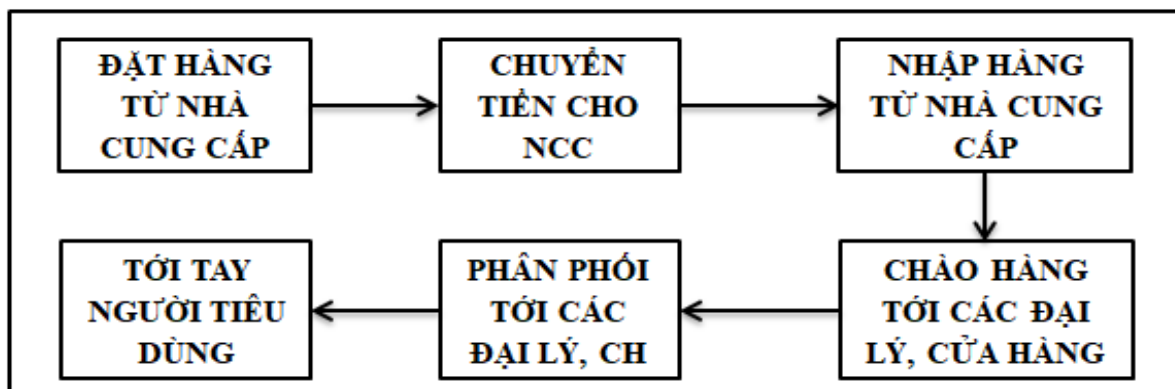 ĐẶT HÀNG
TỪ NHÀ
CUNG CẤP
CHUYỂN
TIỀN CHO
NCC
NHẬP HÀNG
TỪ NHÀ CUNG
CẤP
CHÀO HÀNG
TỚI CÁC ĐẠI
LÝ, CỬA HÀNG
PHÂN PHỐI
TỚI CÁC
ĐẠI LÝ, CH
TỚI TAY
NGƯỜI TIÊU
DÙNG